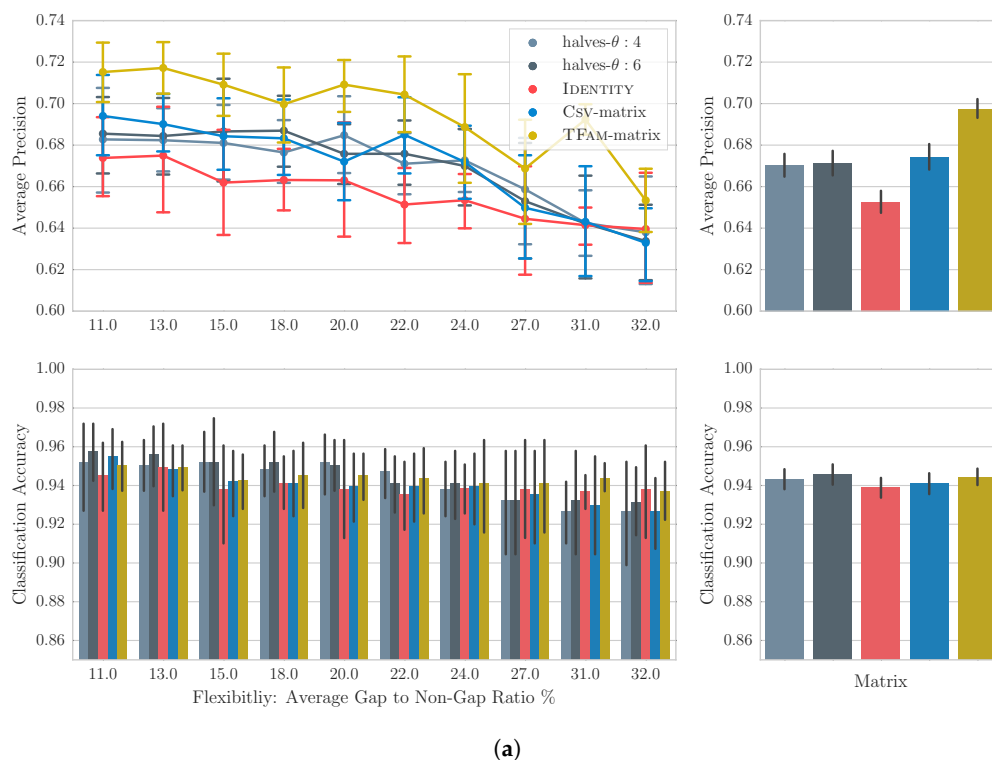 0.74
0.72
0.70
0.68
0.66
0.64
0.62
0.60
Average Precision
halves-θ : 4
halves-θ : 6
IDENTITY
CSV-matrix
TFAM-matrix
11.0 13.0 15.0 18.0 20.0 22.0 24.0 27.0 31.0 32.0
0.74
0.72
0.70
0.68
0.66
0.64
0.62
0.60
Average Precision
1.00
0.98
0.96
0.94
0.92
0.90
0.88
0.86
Classification Accuracy
11.0 13.0 15.0 18.0 20.0 22.0 24.0 27.0 31.0 32.0
Flexibitliy: Average Gap to Non-Gap Ratio %
1.00
0.98
0.96
0.94
0.92
0.90
0.88
0.86
Classification Accuracy
Matrix
(a)